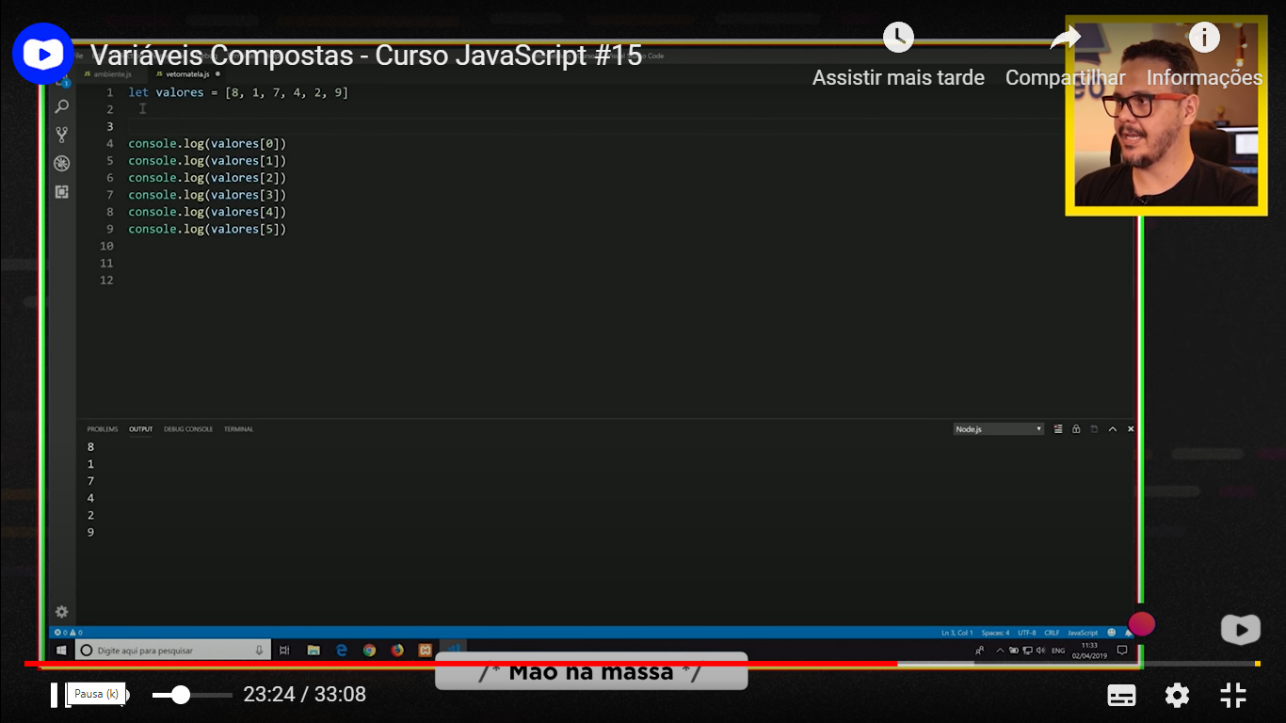 Variáveis Compostas - Curso JavaScript #15
Assistir mais tarde
Compartilhar
Informações
ambiente.js
vetornatela.js
1 let valores = [8, 1, 7, 4, 2, 9]
2
3
4 console.log(valores[0])
5 console.log(valores[1])
6 console.log(valores[2])
7 console.log(valores[3])
8 console.log(valores[4])
9 console.log(valores[5])
10
11
12
PROBLEMS OUTPUT DEBUG CONSOLE TERMINAL
Node.js
8
1
7
4
2
9
0 0
Ln 3, Col 1 Spaces: 4 UTF-8 CRLF JavaScript
Digite aqui para pesquisar
ENG
11:33
02/04/2019
/* Mão na massa */
Pausa (k)
23:24 / 33:08